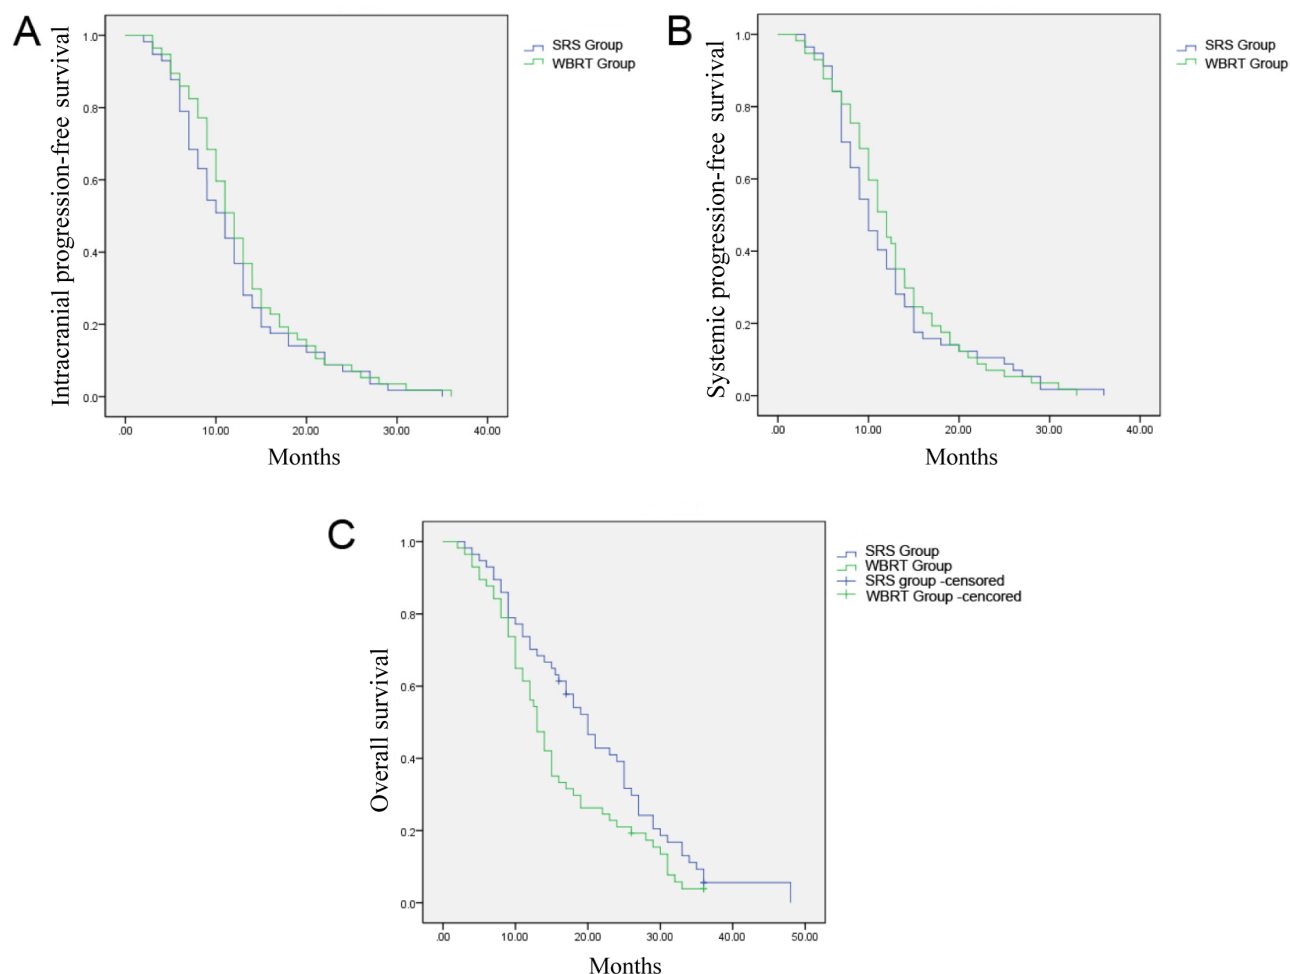 A
Intracranial progression-free survival
1.0
0.8
0.6
0.4
0.2
0.0
.00 10.00 20.00 30.00 40.00
Months
SRS Group
WBRT Group
B
Systemic progression-free survival
1.0
0.8
0.6
0.4
0.2
0.0
.00 10.00 20.00 30.00 40.00
Months
SRS Group
WBRT Group
C
Overall survival
1.0
0.8
0.6
0.4
0.2
0.0
.00 10.00 20.00 30.00 40.00 50.00
Months
SRS Group
WBRT Group
SRS group -censored
WBRT Group -cencored